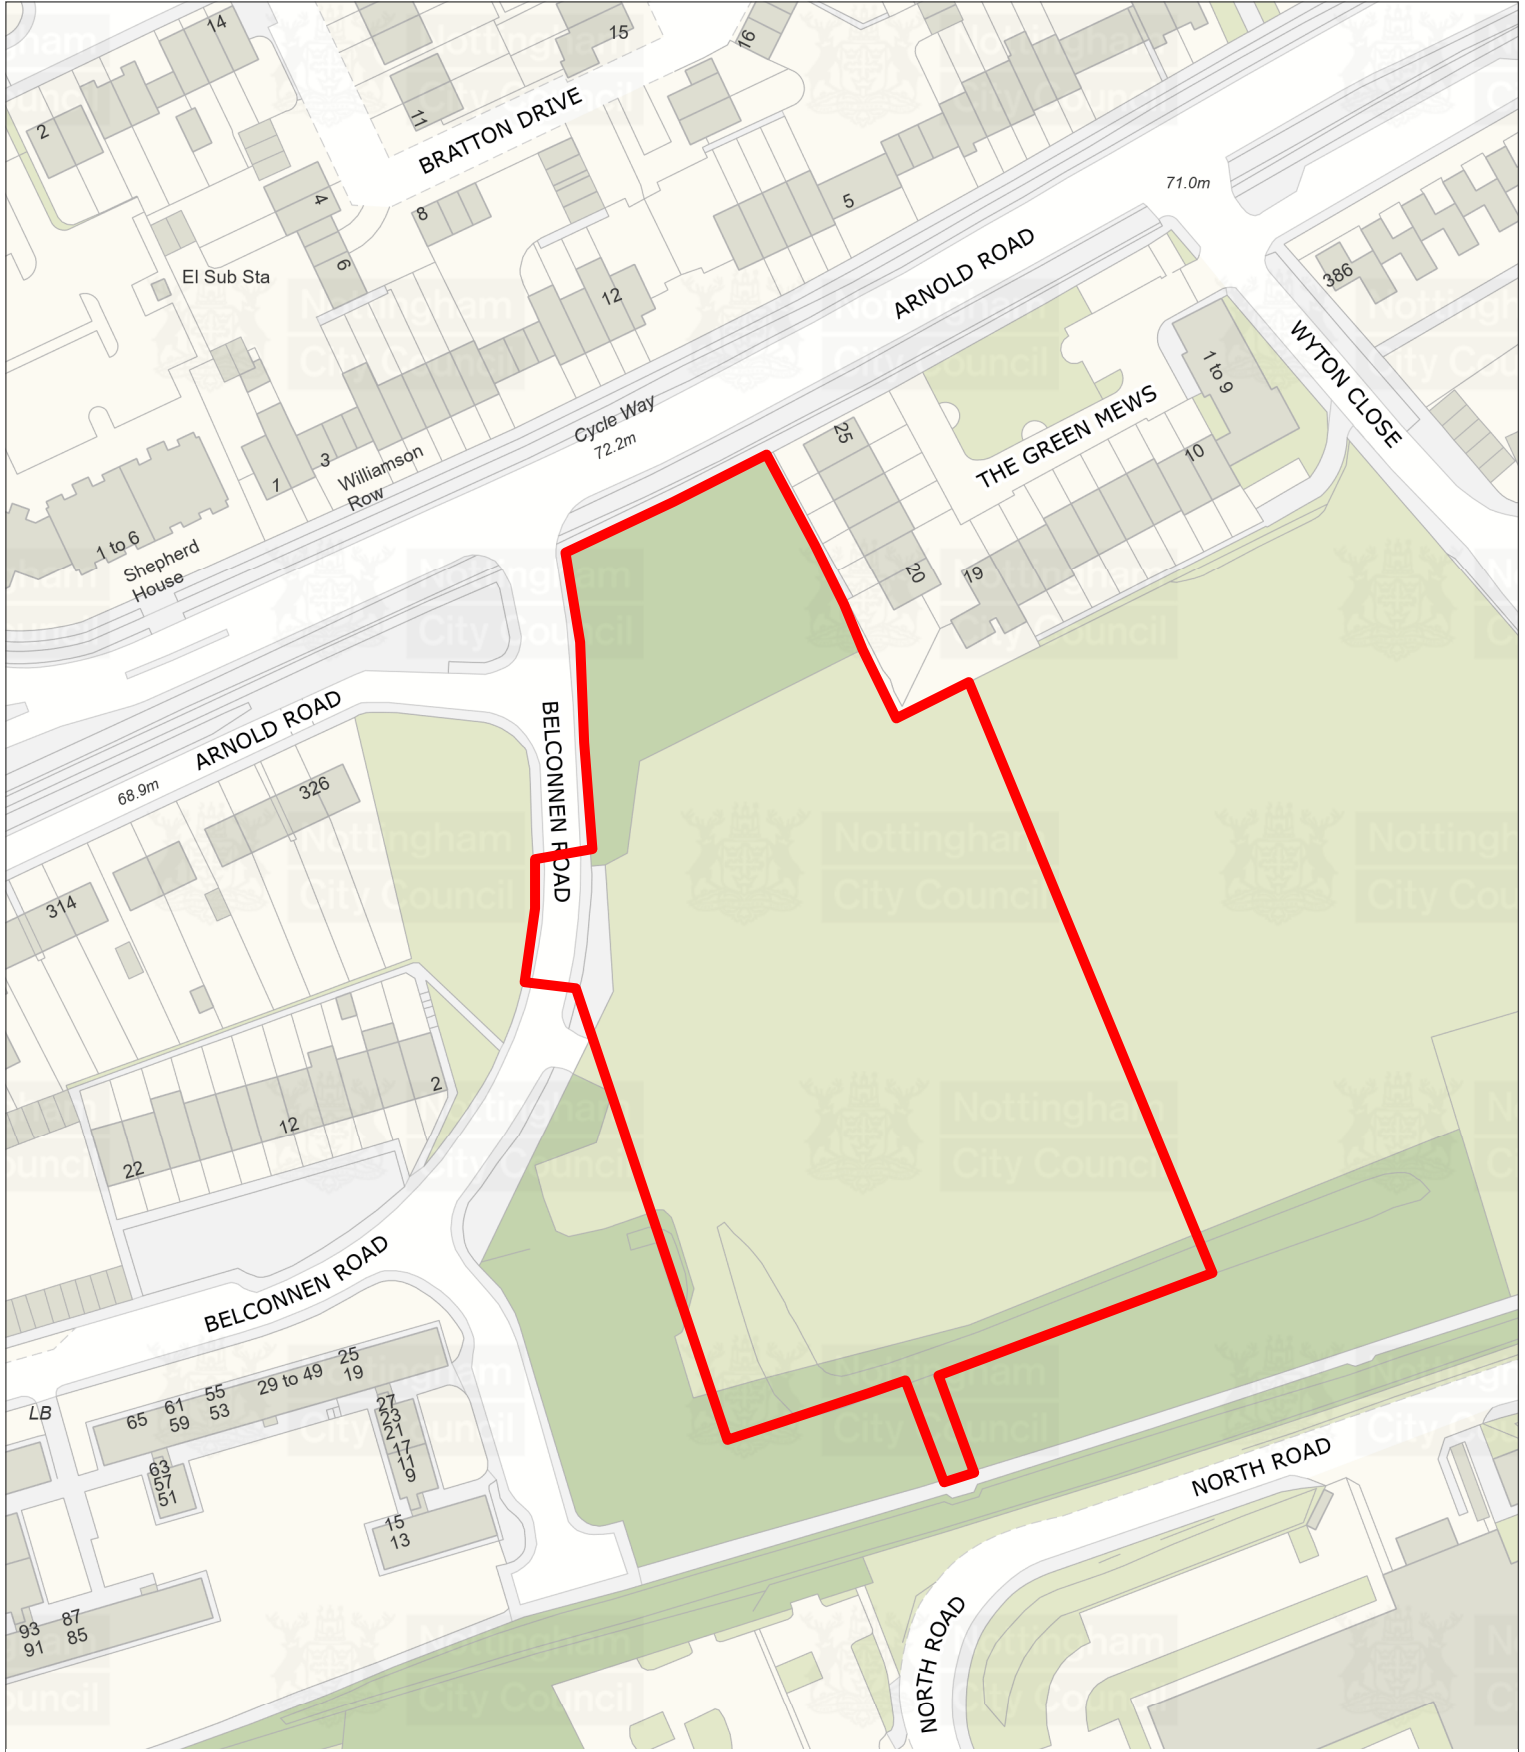 14
15
16
2
11
BRATTON DRIVE
4
8
5
71.0m
6
El Sub Sta
12
ARNOLD ROAD
386
WYTON CLOSE
1 to 9
Cycle Way
72.2m
25
THE GREEN MEWS
10
3
1
Williamson
Row
1 to 6
Shepherd
House
20
19
ARNOLD ROAD
68.9m
326
BELCONNEN ROAD
314
2
12
22
BELCONNEN ROAD
LB
65
61
59
55
53
29 to 49
25
19
27
23
21
17
11
9
63
57
51
15
13
93
91
87
85
NORTH ROAD
NORTH ROAD
Nottingham
City Council